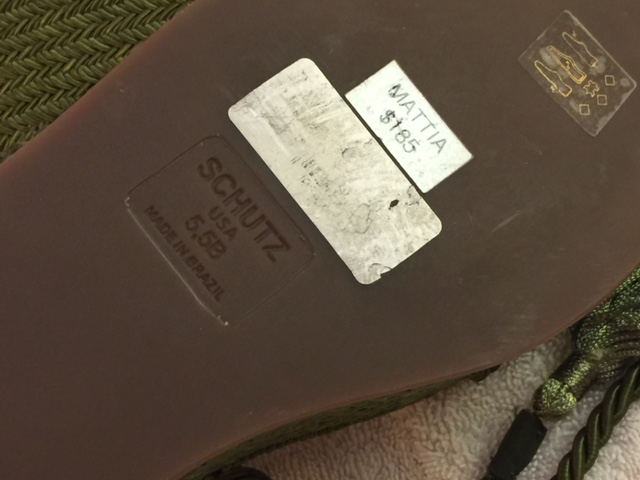 SCHUTZ
USA
5.5B
MADE IN BRAZIL
MATTIA
$185